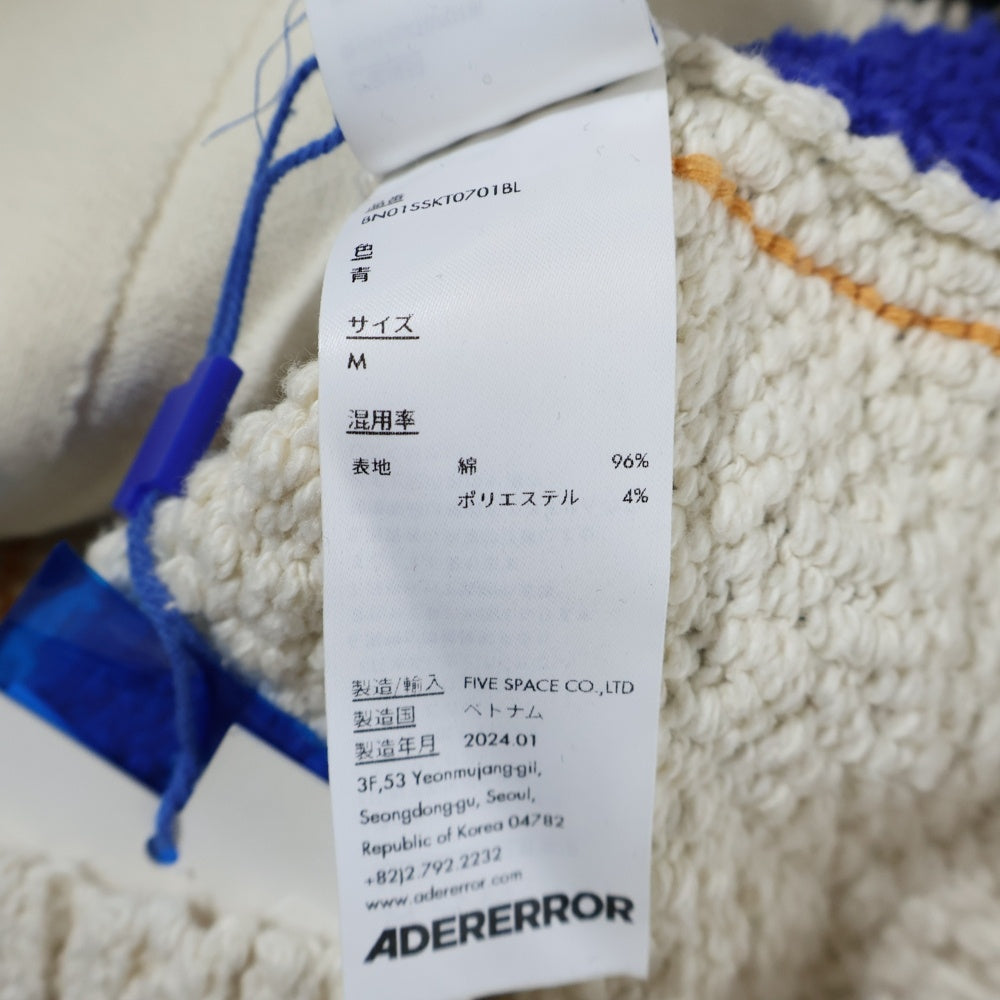 品番
BN01SSKT0701BL
色
青
サイズ
M
混用率
表地 綿 96%
ポリエステル 4%
製造/輸入 FIVE SPACE CO.,LTD
製造国 ベトナム
製造年月 2024.01
3F,53 Yeonmujang-gil,
Seongdong-gu, Seoul,
Republic of Korea 04782
+82)2.792.2232
www.adererror.com
ADERERROR